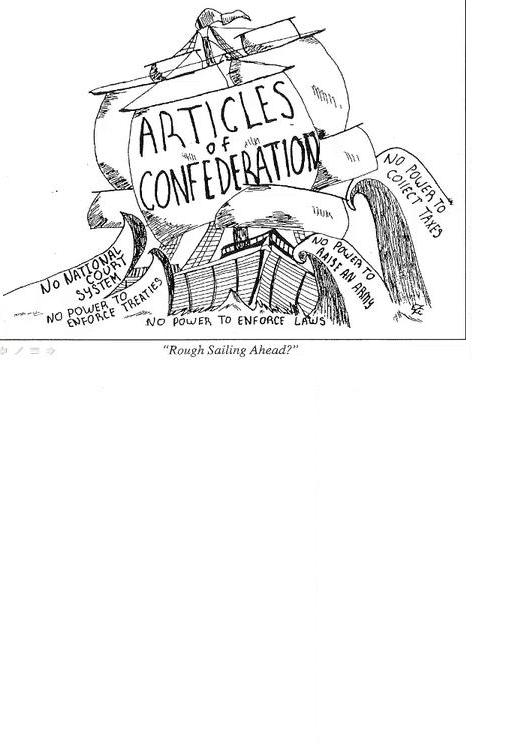 ARTICLES
OF
CONFEDERATION
NO POWER TO
COLLECT TAXES
NO NATIONAL
COURT
SYSTEM
NO POWER TO
ENFORCE TREATIES
NO POWER TO
RAISE AN ARMY
NO POWER TO ENFORCE LAWS
"Rough Sailing Ahead?"